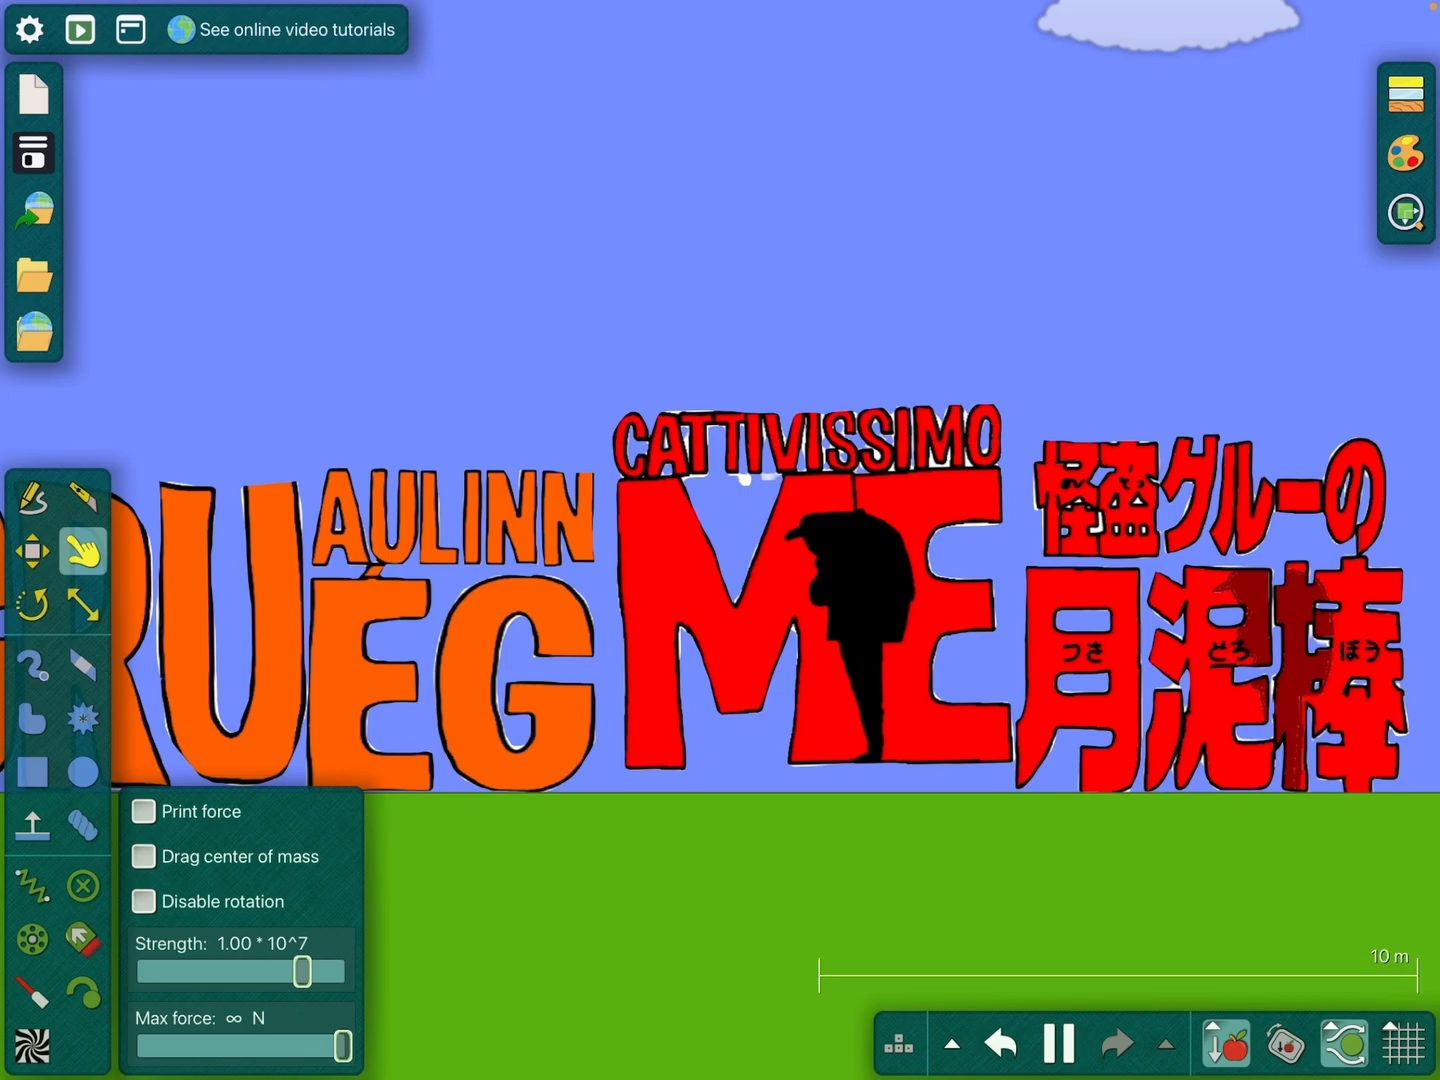 See online video tutorials
RU
AULINN
ÉG
CATTIVISSIMO
ME
怪盗グルーの
月泥棒
つき
どろ
ぼう
Print force
Drag center of mass
Disable rotation
Strength: 1.00 * 10^7
Max force: ∞ N
10 m